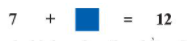 7 + = 12